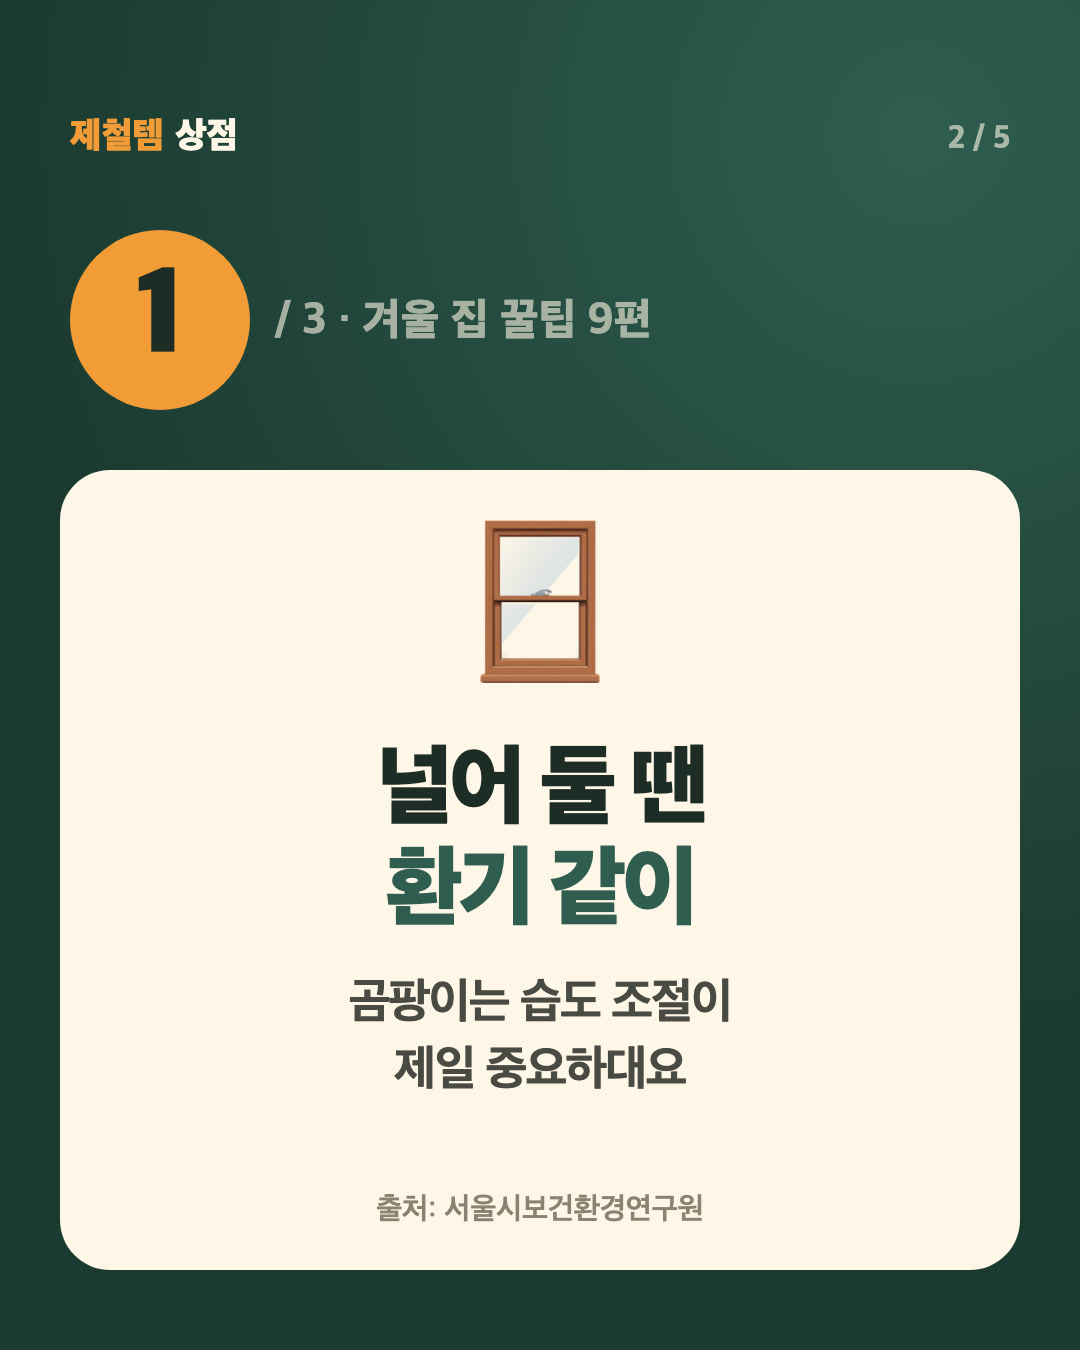 제철템 상점
2 / 5
1
/ 3 · 겨울 집 꿀팁 9편
널어 둘 땐
환기 같이
곰팡이는 습도 조절이
제일 중요하대요
출처: 서울시보건환경연구원